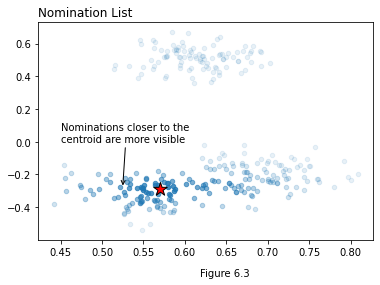 Nomination List
0.6
0.4
0.2
0.0
−0.2
−0.4
Nominations closer to the
centroid are more visible
0.45 0.50 0.55 0.60 0.65 0.70 0.75 0.80
Figure 6.3